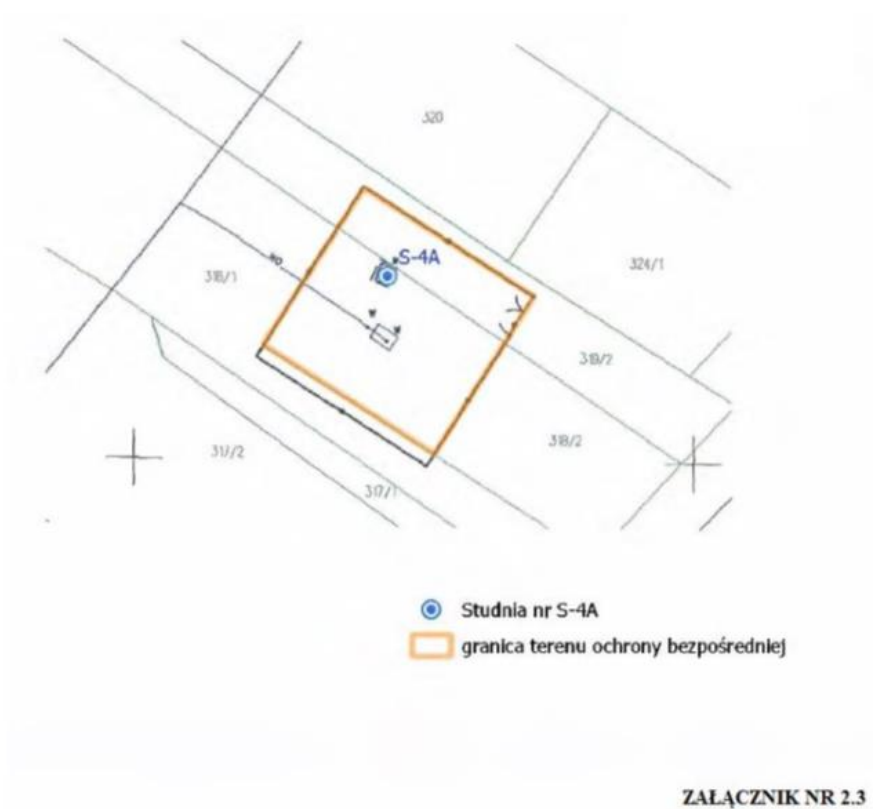 320
S-4A
318/1
324/1
319/2
318/2
317/2
317/1
Studnia nr S-4A
granica terenu ochrony bezpośredniej
ZAŁĄCZNIK NR 2.3